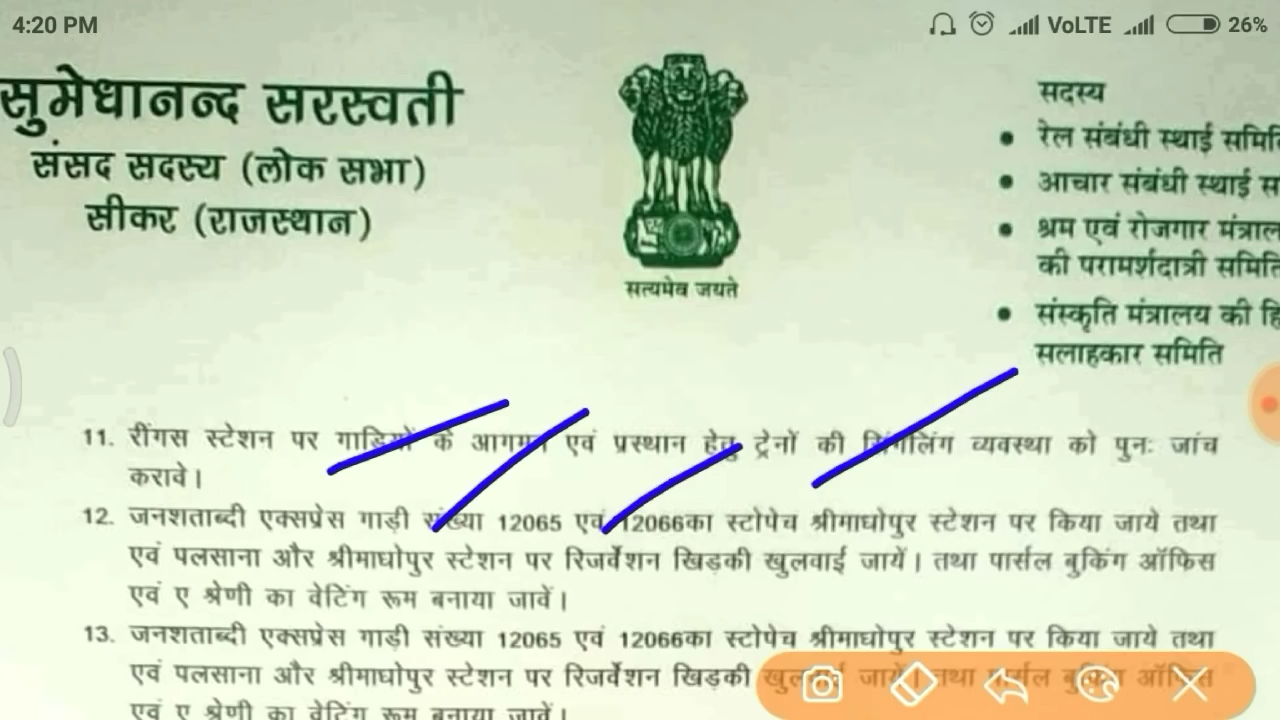 4:20 PM
VoLTE
26%
सुमेधानन्द सरस्वती
संसद सदस्य (लोक सभा)
सीकर (राजस्थान)
सत्यमेव जयते
सदस्य
• रेल संबंधी स्थाई समिति
• आचार संबंधी स्थाई स
• श्रम एवं रोजगार मंत्राल
की परामर्शदात्री समिति
• संस्कृति मंत्रालय की हि
सलाहकार समिति
11. रींगस स्टेशन पर गाड़ियों के आगमन एवं प्रस्थान हेतु ट्रेनों की व्यवस्था को पुनः जांच
करावे।
12. जनशताब्दी एक्सप्रेस गाड़ी संख्या 12065 एवं 12066का स्टोपेच श्रीमाघोपुर स्टेशन पर किया जाये तथा
एवं पलसाना और श्रीमाघोपुर स्टेशन पर रिजर्वेशन खिड़की खुलवाई जायें। तथा पार्सल बुकिंग ऑफिस
एवं ए श्रेणी का वेटिंग रूम बनाया जावें।
13. जनशताब्दी एक्सप्रेस गाड़ी संख्या 12065 एवं 12066का स्टोपेच श्रीमाघोपुर स्टेशन पर किया जाये तथा
एवं पलसाना और श्रीमाघोपुर स्टेशन पर रिजर्वेशन खिड़की खुलवाई जायें। तथा पार्सल बुकिंग ऑफिस
एवं ए श्रेणी का वेटिंग रूम बनाया जावें।